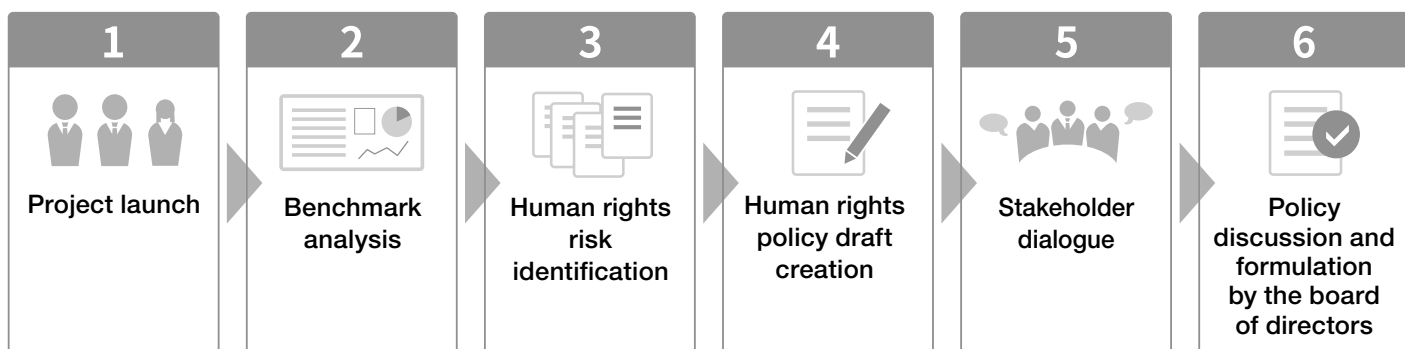 1
Project launch
2
Benchmark
analysis
3
Human rights
risk
identification
4
Human rights
policy draft
creation
5
Stakeholder
dialogue
6
Policy
discussion and
formulation
by the board
of directors